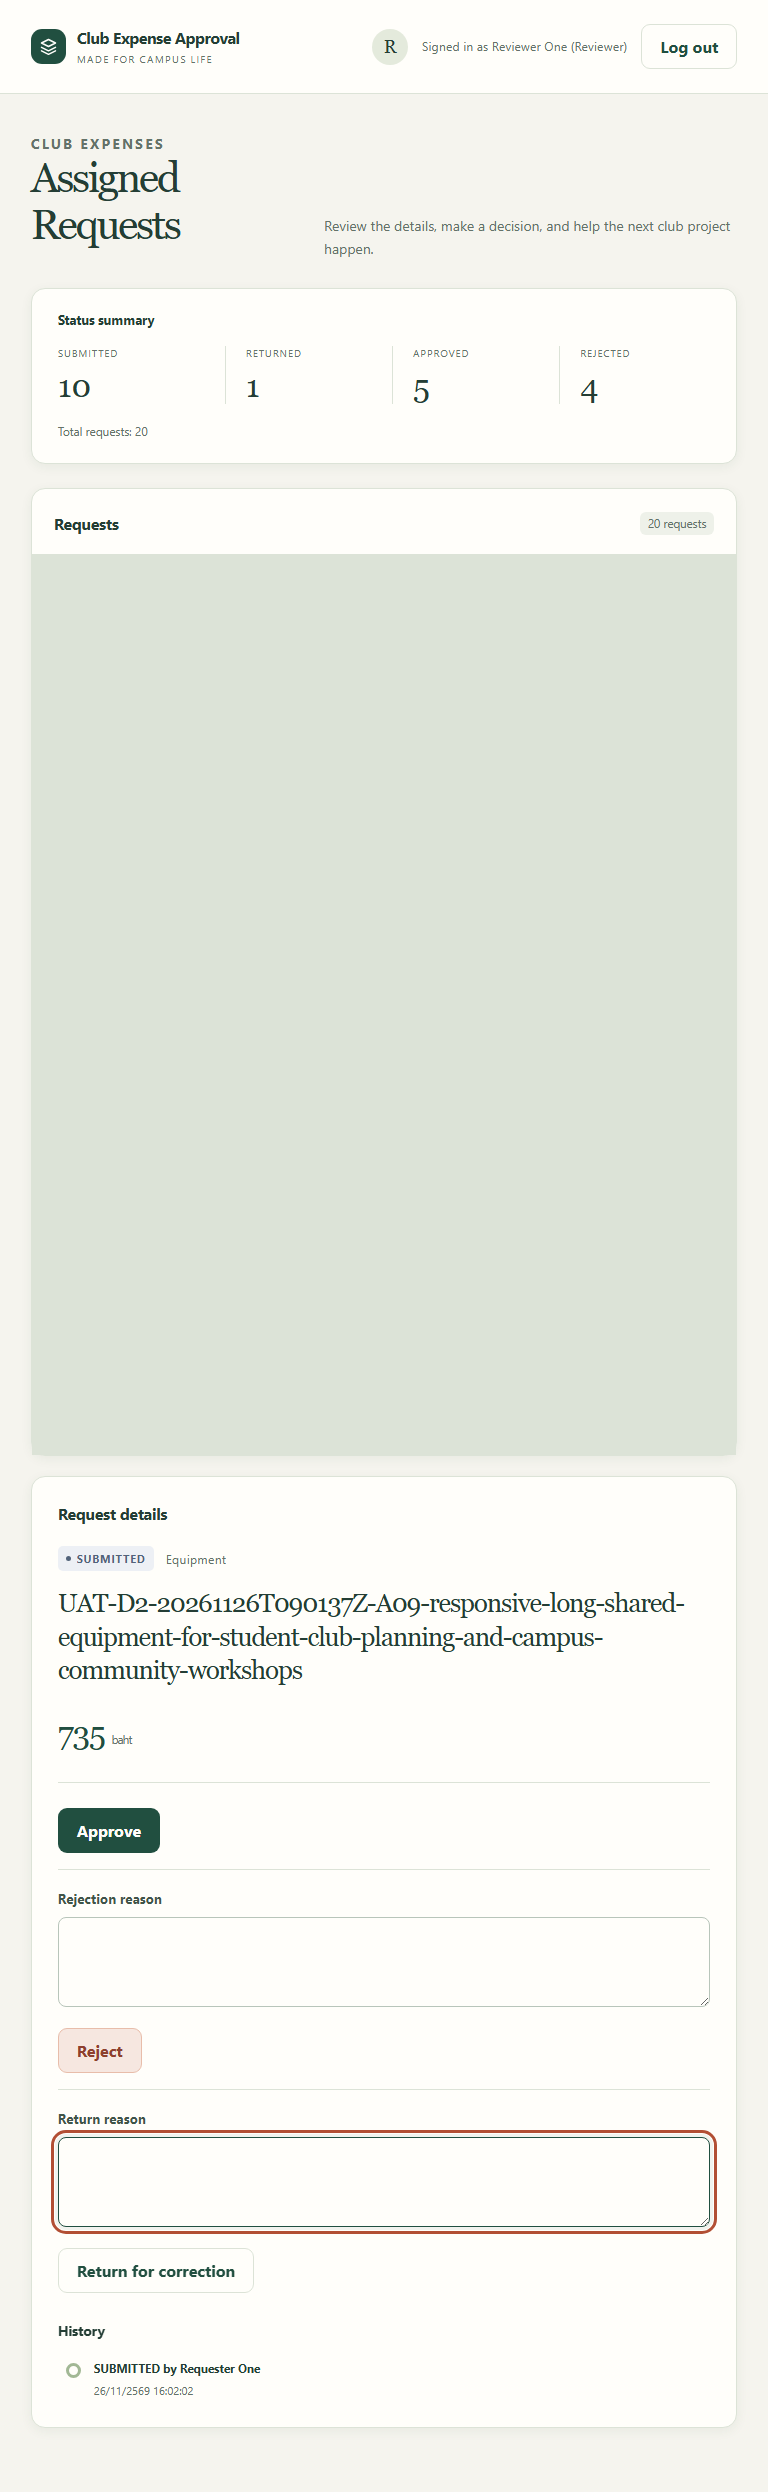 Club Expense Approval
MADE FOR CAMPUS LIFE
R
Signed in as Reviewer One (Reviewer)
Log out
CLUB EXPENSES
Assigned
Requests
Review the details, make a decision, and help the next club project
happen.
Status summary
SUBMITTED
10
RETURNED
1
APPROVED
5
REJECTED
4
Total requests: 20
Requests
20 requests
Request details
SUBMITTED
Equipment
UAT-D2-20261126T090137Z-A09-responsive-long-shared-
equipment-for-student-club-planning-and-campus-
community-workshops
735 baht
Approve
Rejection reason
Reject
Return reason
Return for correction
History
SUBMITTED by Requester One
26/11/2569 16:02:02